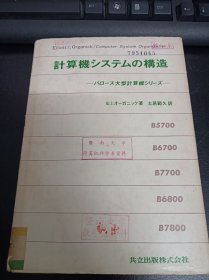 Elliott I. Organick/Computer System Organization
7951045
計算機システムの構造
—バロース大型計算機シリーズ—
E.I.オーガニック著 土居範久訳
B5700
B6700
B7700
B6800
B7800
共立出版株式会社